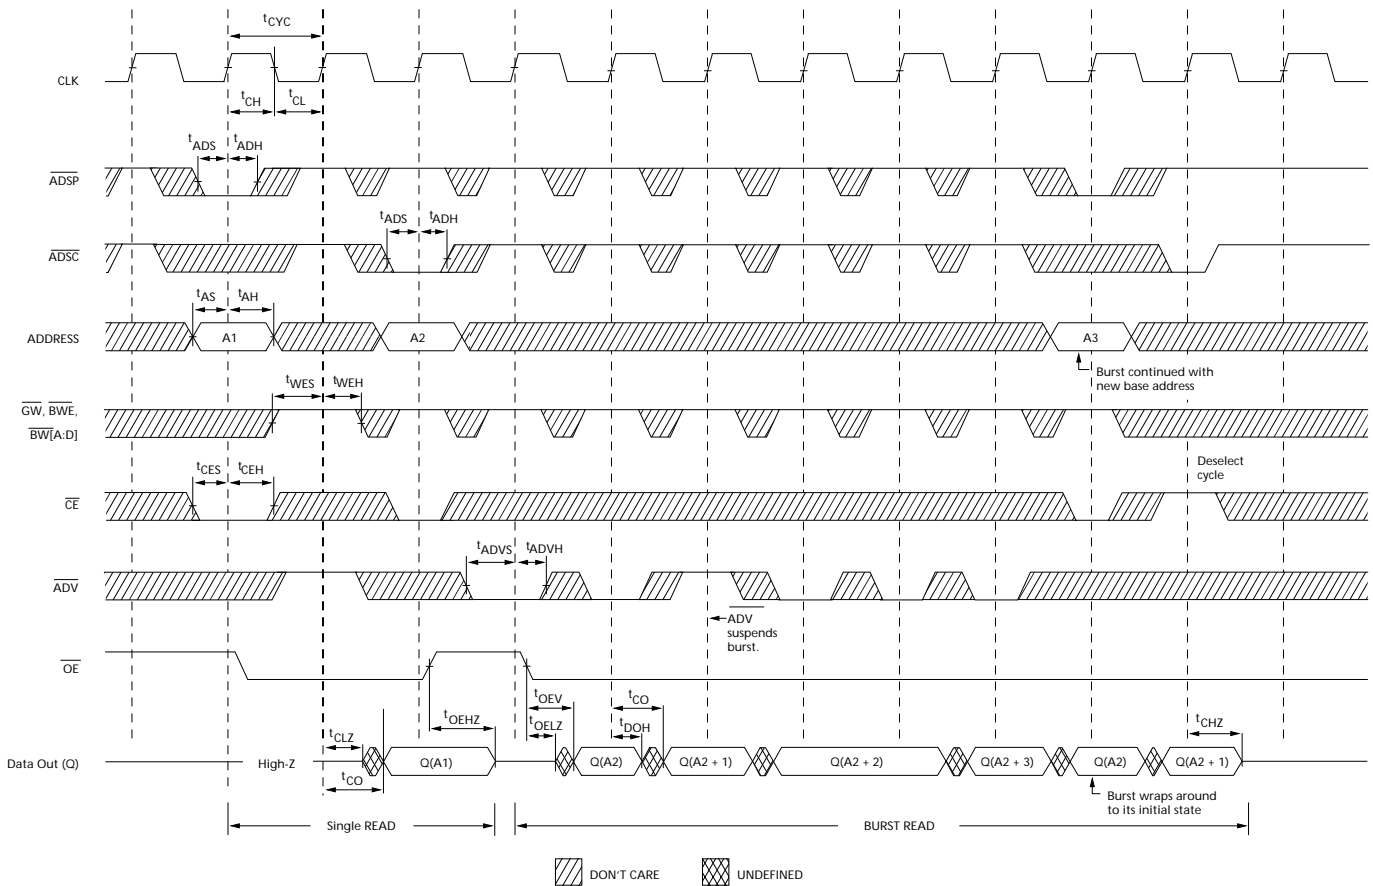 tCYC
CLK
tCH
tCL
tADS
tADH
ADSP
tADS
tADH
ADSC
tAS
tAH
ADDRESS
A1
A2
A3
Burst continued with
new base address
tWES
tWEH
GW, BWE,
BW[A:D]
Deselect
cycle
tCES
tCEH
CE
tADVS
tADVH
ADV
ADV
suspends
burst.
OE
tOEV
tCO
tOEHZ
tOELZ
tDOH
tCHZ
tCLZ
Data Out (Q)
High-Z
Q(A1)
Q(A2)
Q(A2 + 1)
Q(A2 + 2)
Q(A2 + 3)
Q(A2)
Q(A2 + 1)
tCO
Burst wraps around
to its initial state
Single READ
BURST READ
DON'T CARE
UNDEFINED